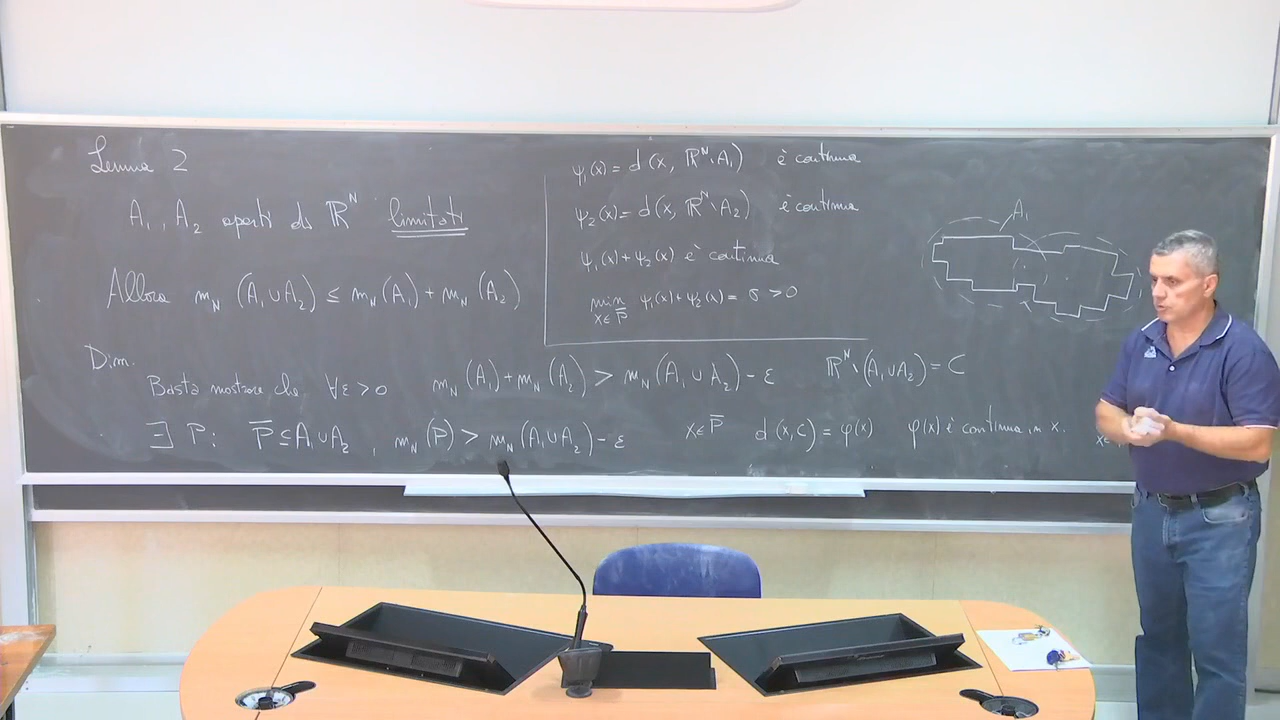 Lemma 2
A₁, A₂ aperti di ℝᴺ limitati
Allora m_N (A₁∪A₂) ≤ m_N(A₁) + m_N(A₂)
ψ₁(x) = d(x, ℝᴺ∖A₁) è continua
ψ₂(x) = d(x, ℝᴺ∖A₂) è continua
ψ₁(x)+ψ₂(x) è continua
min x∈P̅ ψ₁(x)+ψ₂(x) = σ > 0
A₁
Dim.
Basta mostrare che ∀ε>0 m_N(A₁)+m_N(A₂) > m_N(A₁∪A₂) − ε ℝᴺ∖(A₁∪A₂) = C
∃ P: P̅ ⊆ A₁∪A₂, m_N(P) > m_N(A₁∪A₂) − ε x∈P̅ d(x,C) = φ(x) φ(x) è continua in x.